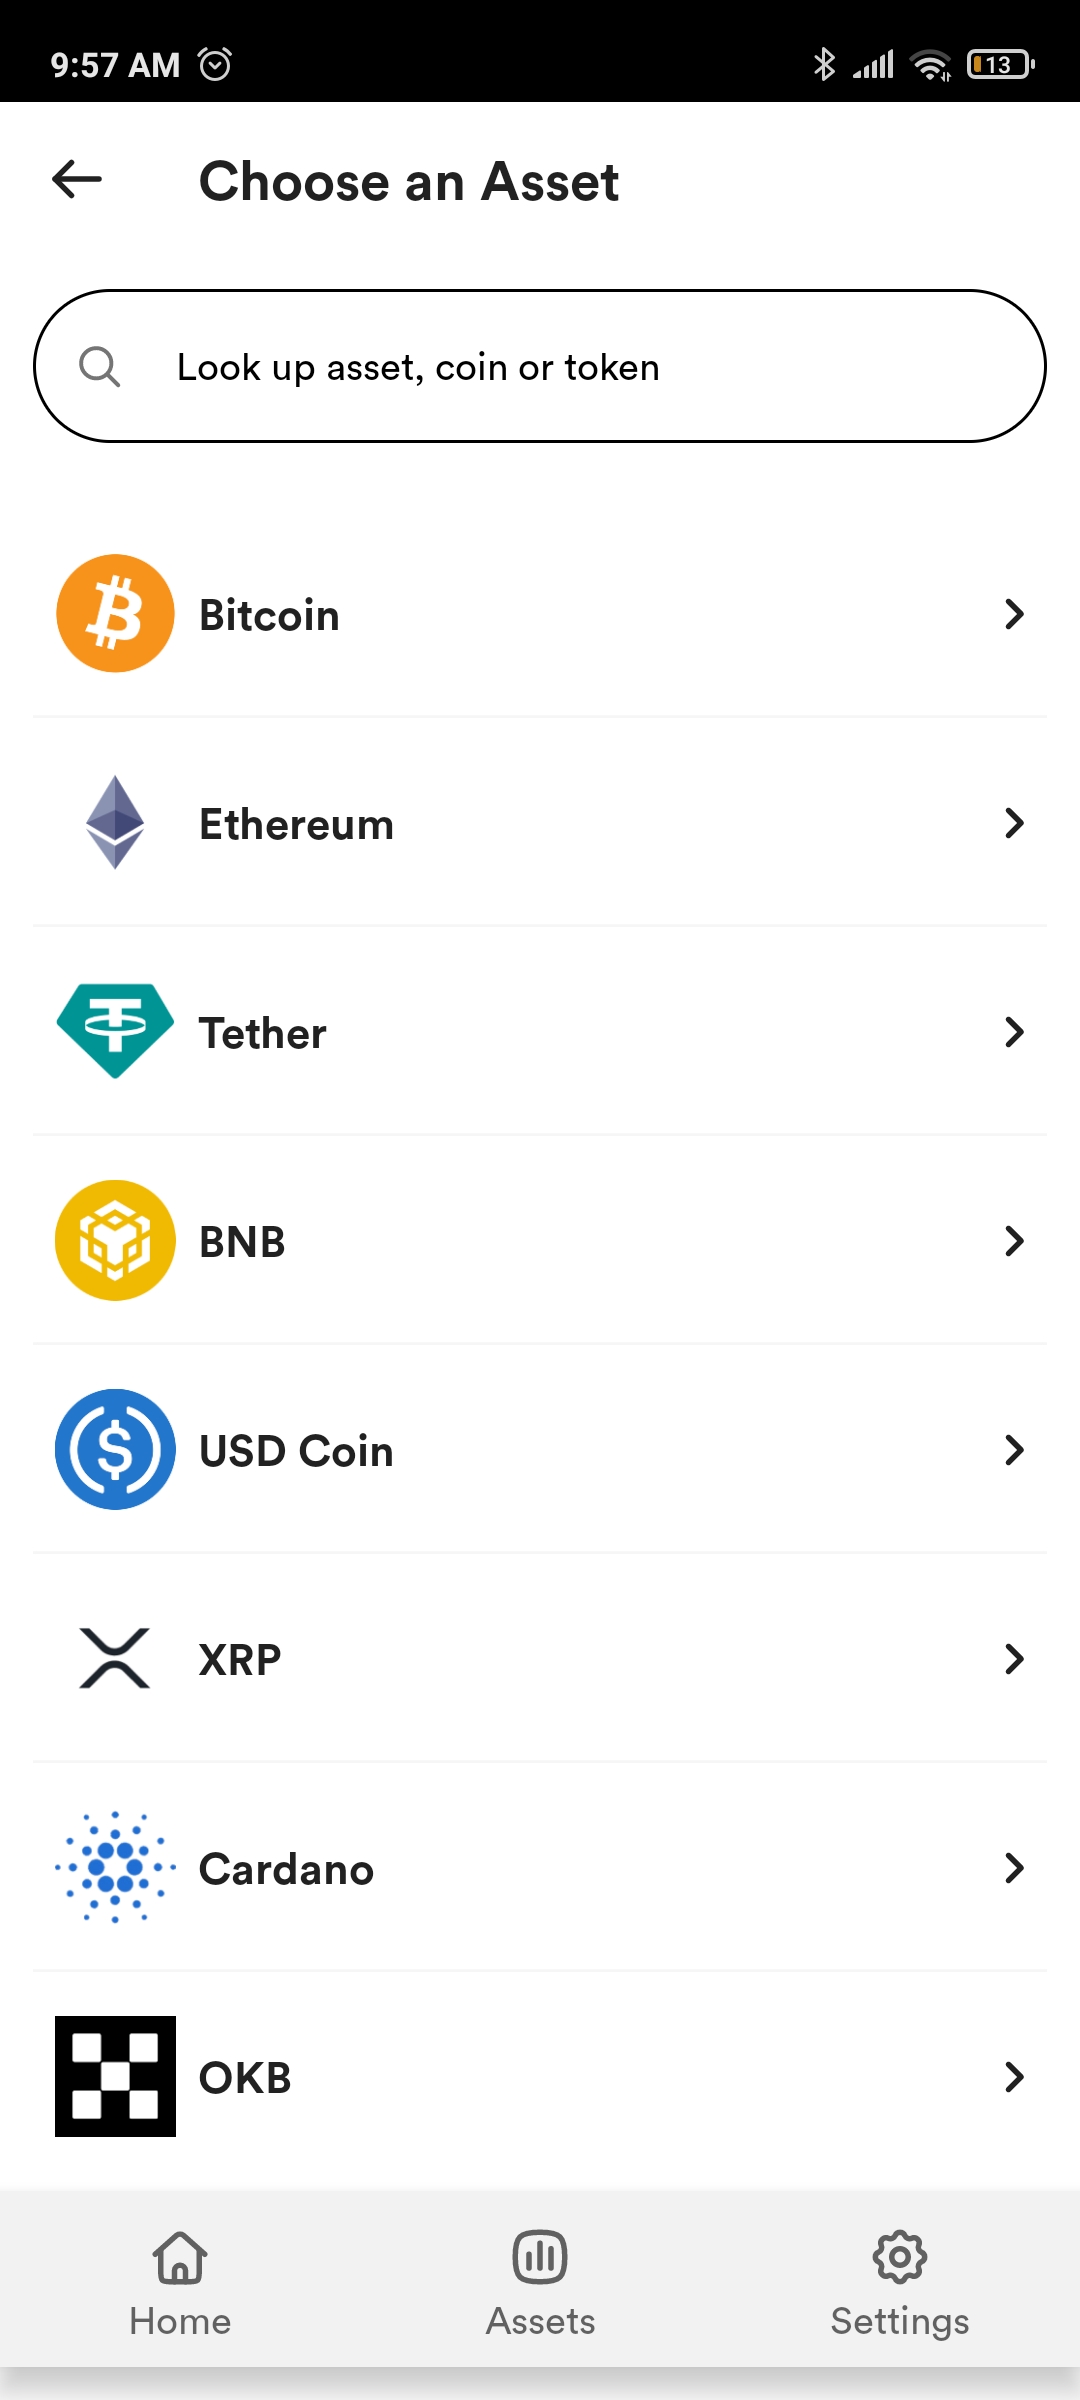 9:57 AM
13
Choose an Asset
Look up asset, coin or token
Bitcoin
Ethereum
Tether
BNB
USD Coin
XRP
Cardano
OKB
Home
Assets
Settings